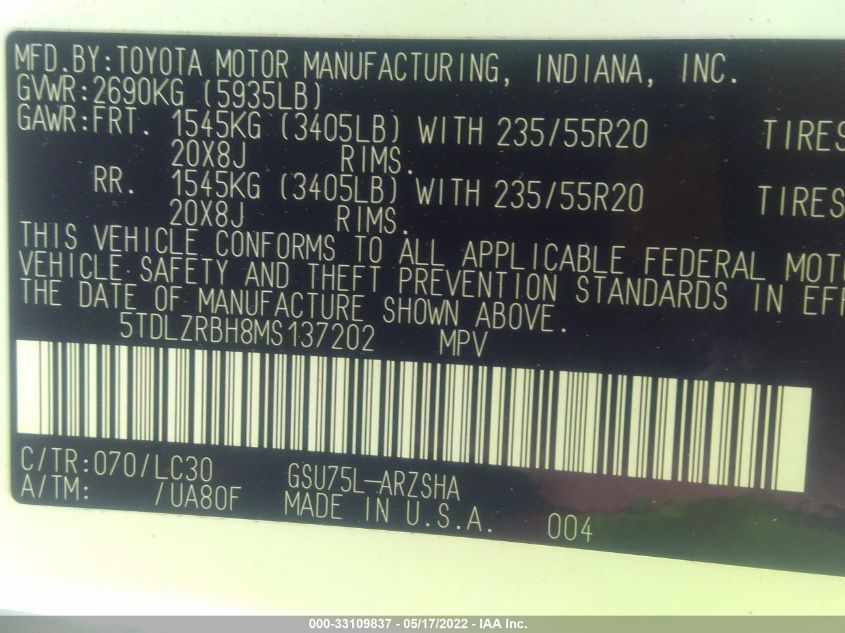 MFD.BY:TOYOTA MOTOR MANUFACTURING, INDIANA, INC.
GVWR:2690KG (5935LB)
GAWR:FRT. 1545KG (3405LB) WITH 235/55R20 TIRES
20X8J RIMS.
RR. 1545KG (3405LB) WITH 235/55R20 TIRES
20X8J RIMS.
THIS VEHICLE CONFORMS TO ALL APPLICABLE FEDERAL MOTO
VEHICLE SAFETY AND THEFT PREVENTION STANDARDS IN EFF
THE DATE OF MANUFACTURE SHOWN ABOVE.
5TDLZRBH8MS137202 MPV
C/TR:070/LC30 GSU75L-ARZSHA
A/TM: /UA80F MADE IN U.S.A. 004
000-33109837 - 05/17/2022 - IAA Inc.